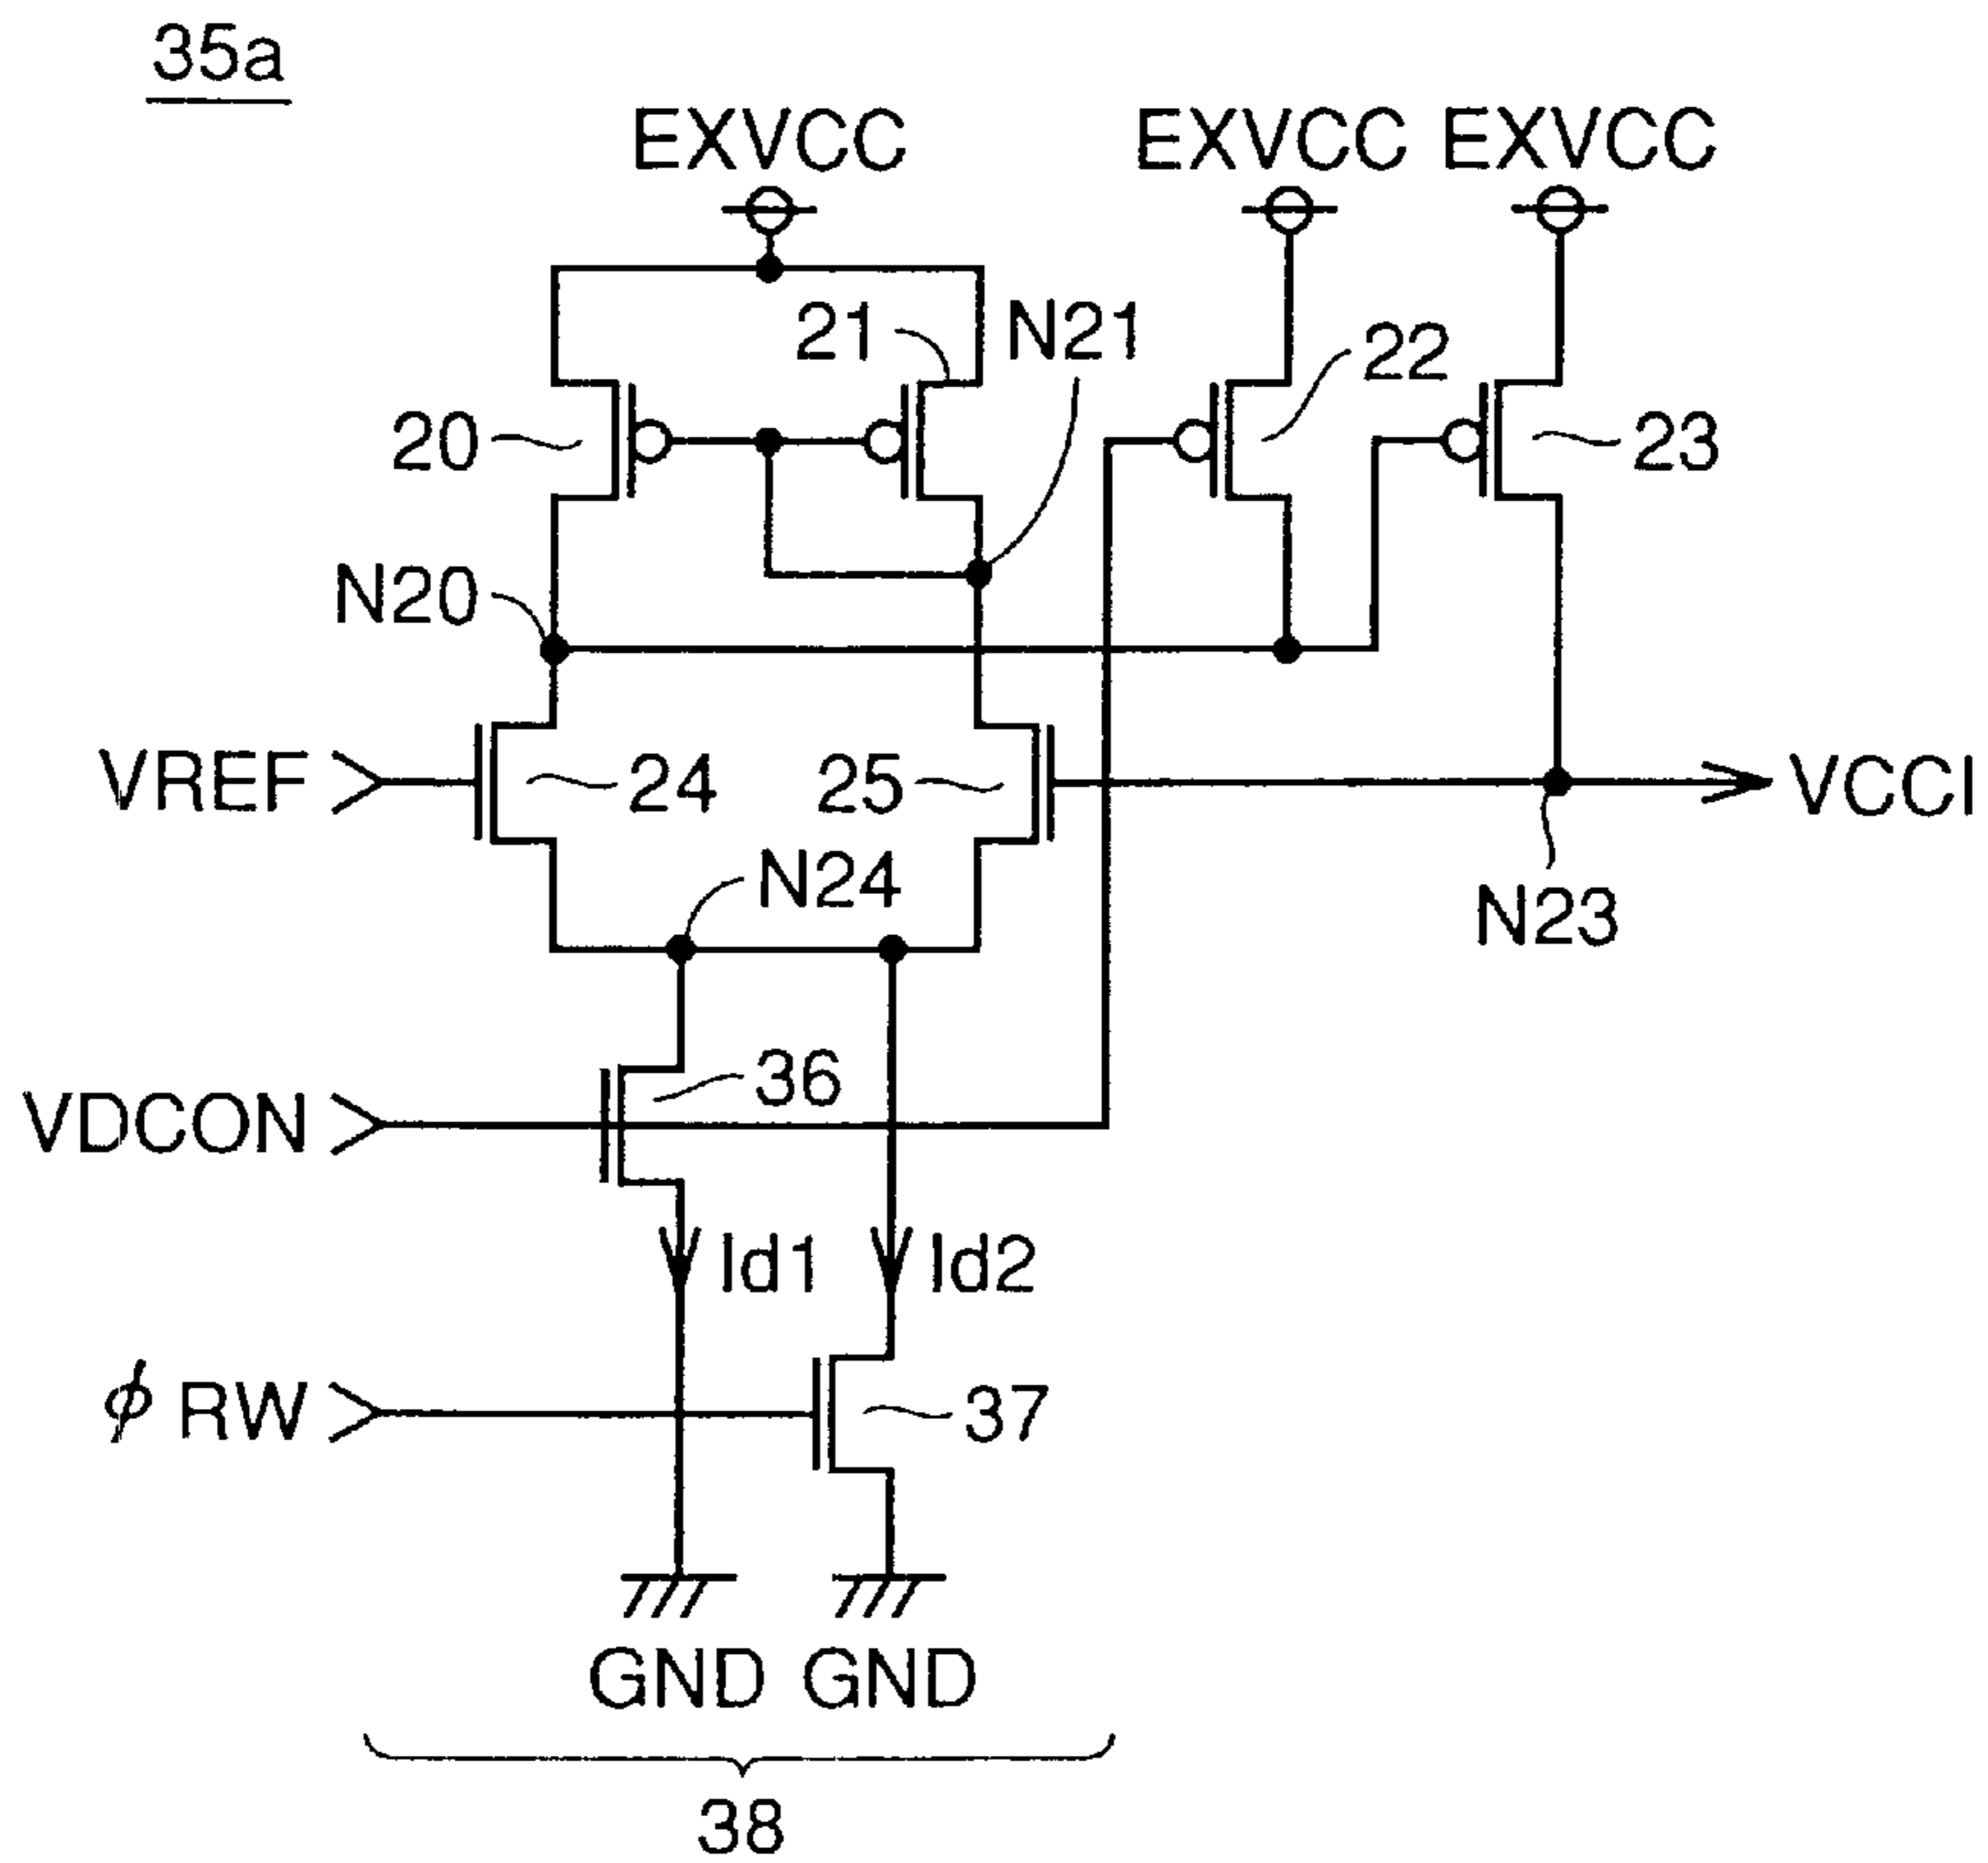 35a
EXVCC EXVCC EXVCC
21 N21 22
20 23
N20
VREF 24 25 VCCI
N24 N23
36
VDCON
Id1 Id2
ϕ RW 37
GND GND
38